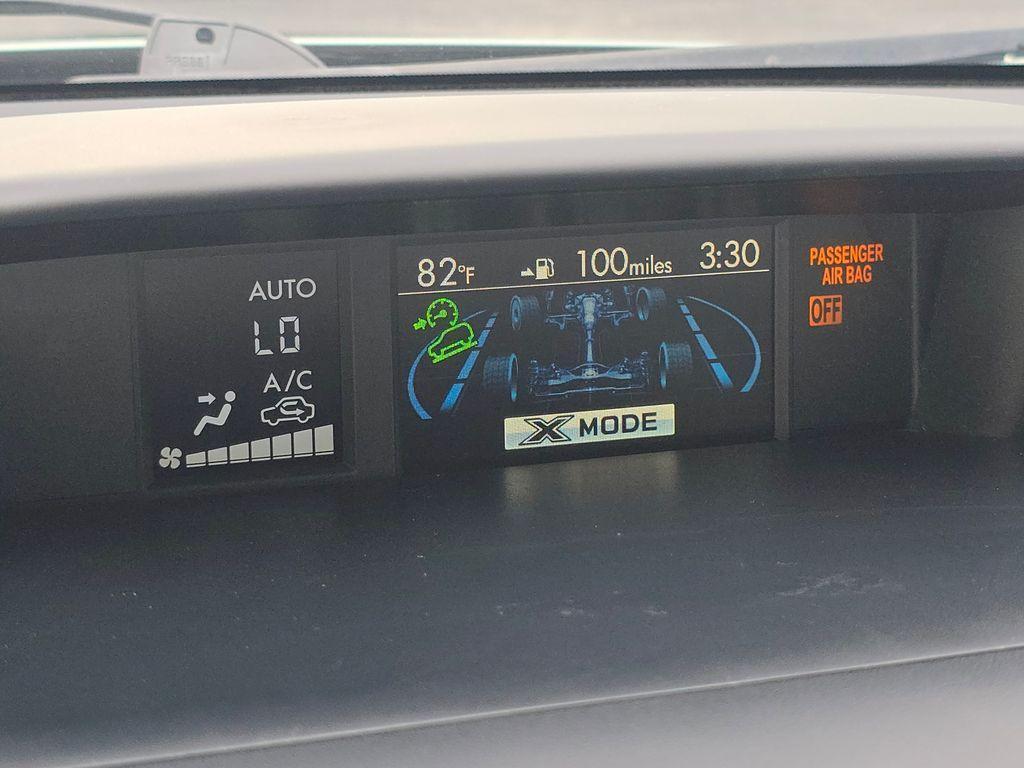 AUTO
LO
A/C
82°F
100miles
3:30
X MODE
PASSENGER
AIR BAG
OFF